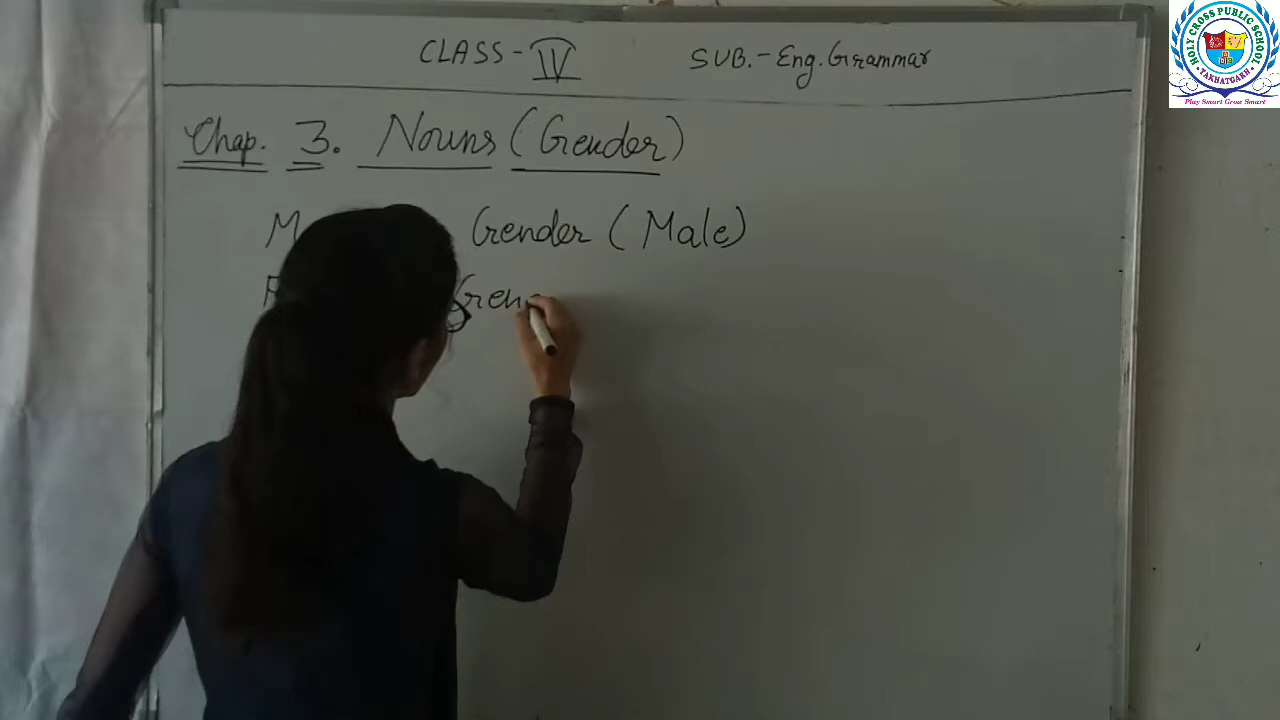 CLASS - IV SUB. - Eng. Grammar
Chap. 3. Nouns (Gender)
M Gender (Male)
F Gen
HOLY CROSS PUBLIC SCHOOL
TAKHATGARH
Play Smart Grow Smart